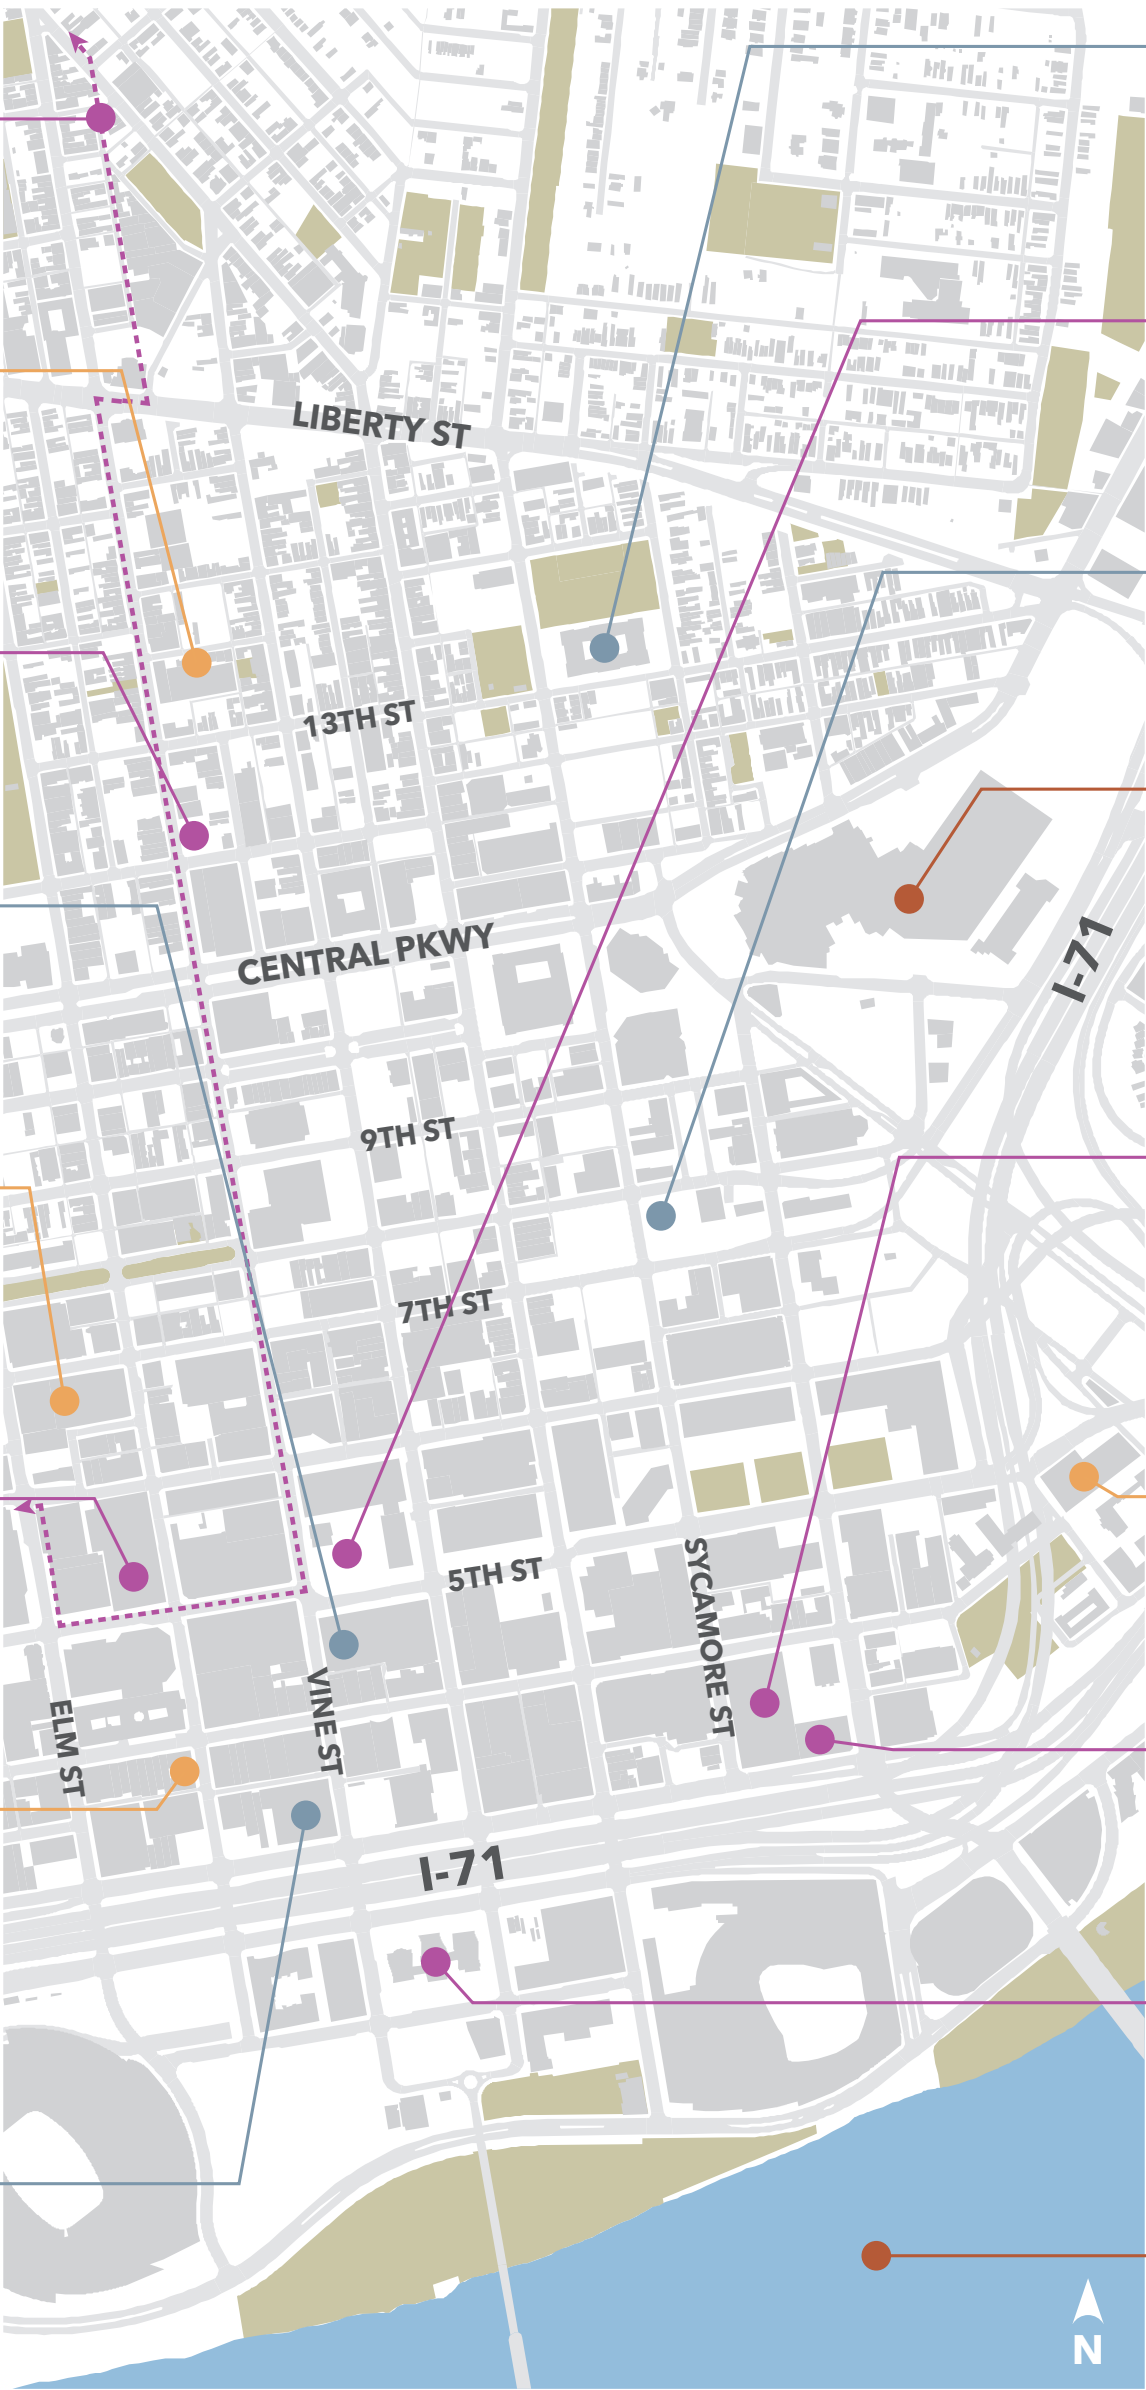 LIBERTY ST
13TH ST
CENTRAL PKWY
I-71
9TH ST
7TH ST
5TH ST
SYCAMORE ST
VINE ST
ELM ST
I-71
N